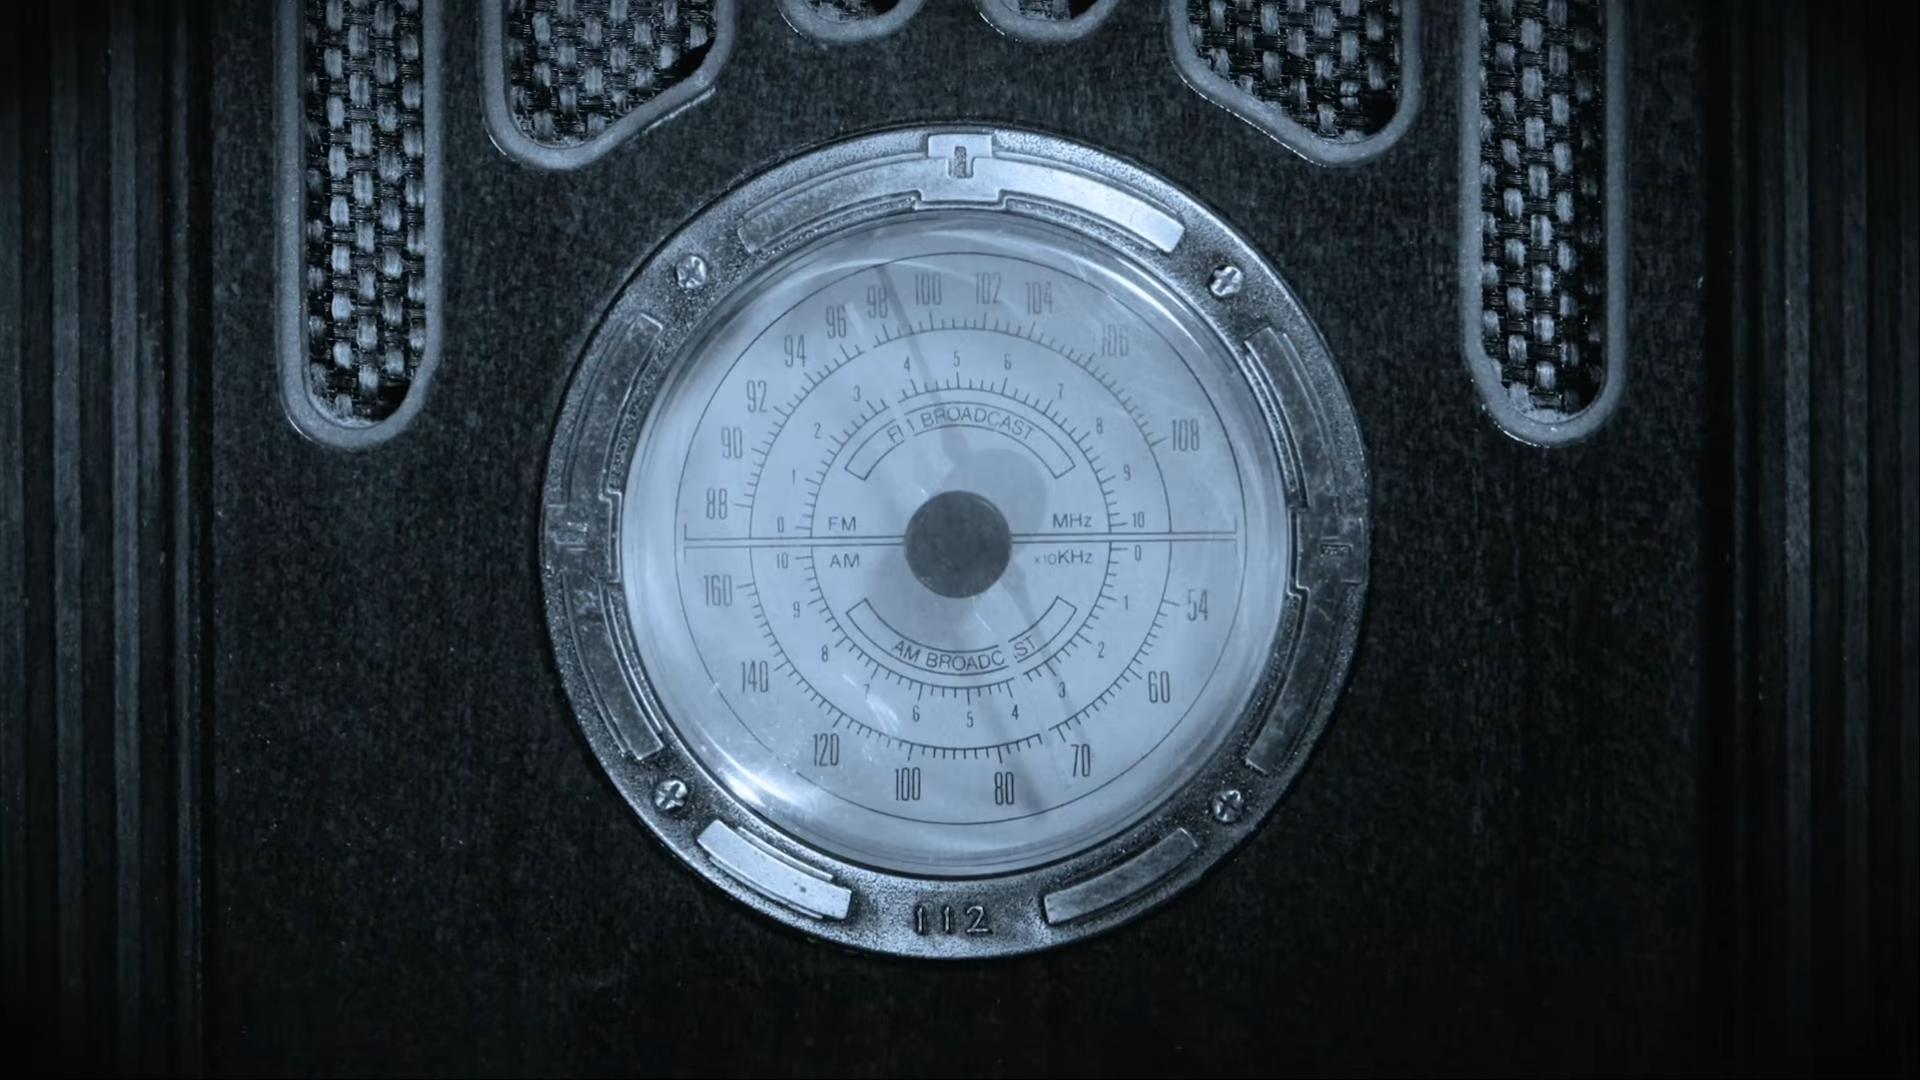 88 90 92 94 96 98 100 102 104 106 108
0 1 2 3 4 5 6 7 8 9 10
FM BROADCAST
FM MHz
AM x10KHz
10 9 8 7 6 5 4 3 2 1 0
AM BROADCAST
160 140 120 100 80 70 60 54
112